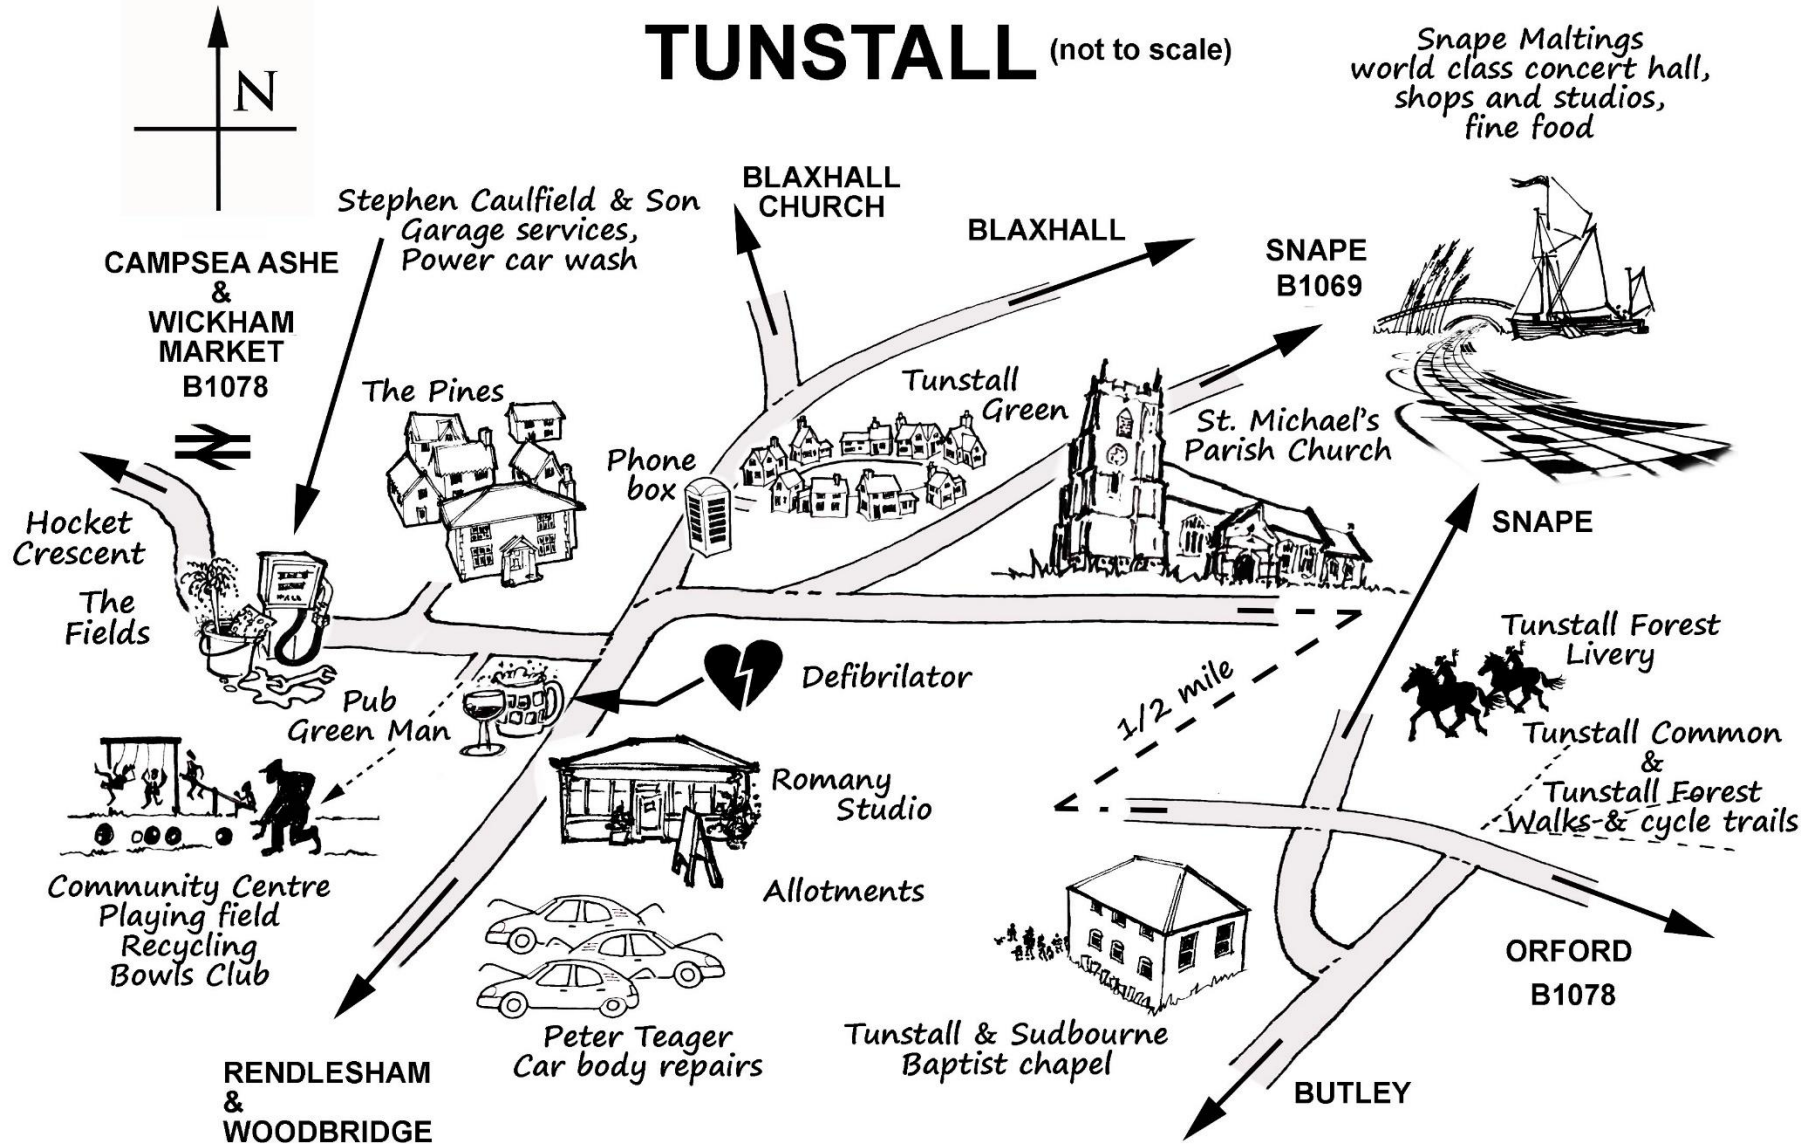 TUNSTALL (not to scale)
N
Snape Maltings
world class concert hall,
shops and studios,
fine food
Stephen Caulfield & Son
Garage services,
Power car wash
BLAXHALL
CHURCH
BLAXHALL
SNAPE
B1069
CAMPSEA ASHE
&
WICKHAM
MARKET
B1078
The Pines
Phone
box
Tunstall
Green
St. Michael's
Parish Church
Hocket
Crescent
The
Fields
SNAPE
Tunstall Forest
Livery
Pub
Green Man
Defibrilator
1/2 mile
Tunstall Common
&
Tunstall Forest
Walks & cycle trails
Romany
Studio
Allotments
Community Centre
Playing field
Recycling
Bowls Club
Peter Teager
Car body repairs
Tunstall & Sudbourne
Baptist chapel
ORFORD
B1078
RENDLESHAM
&
WOODBRIDGE
BUTLEY